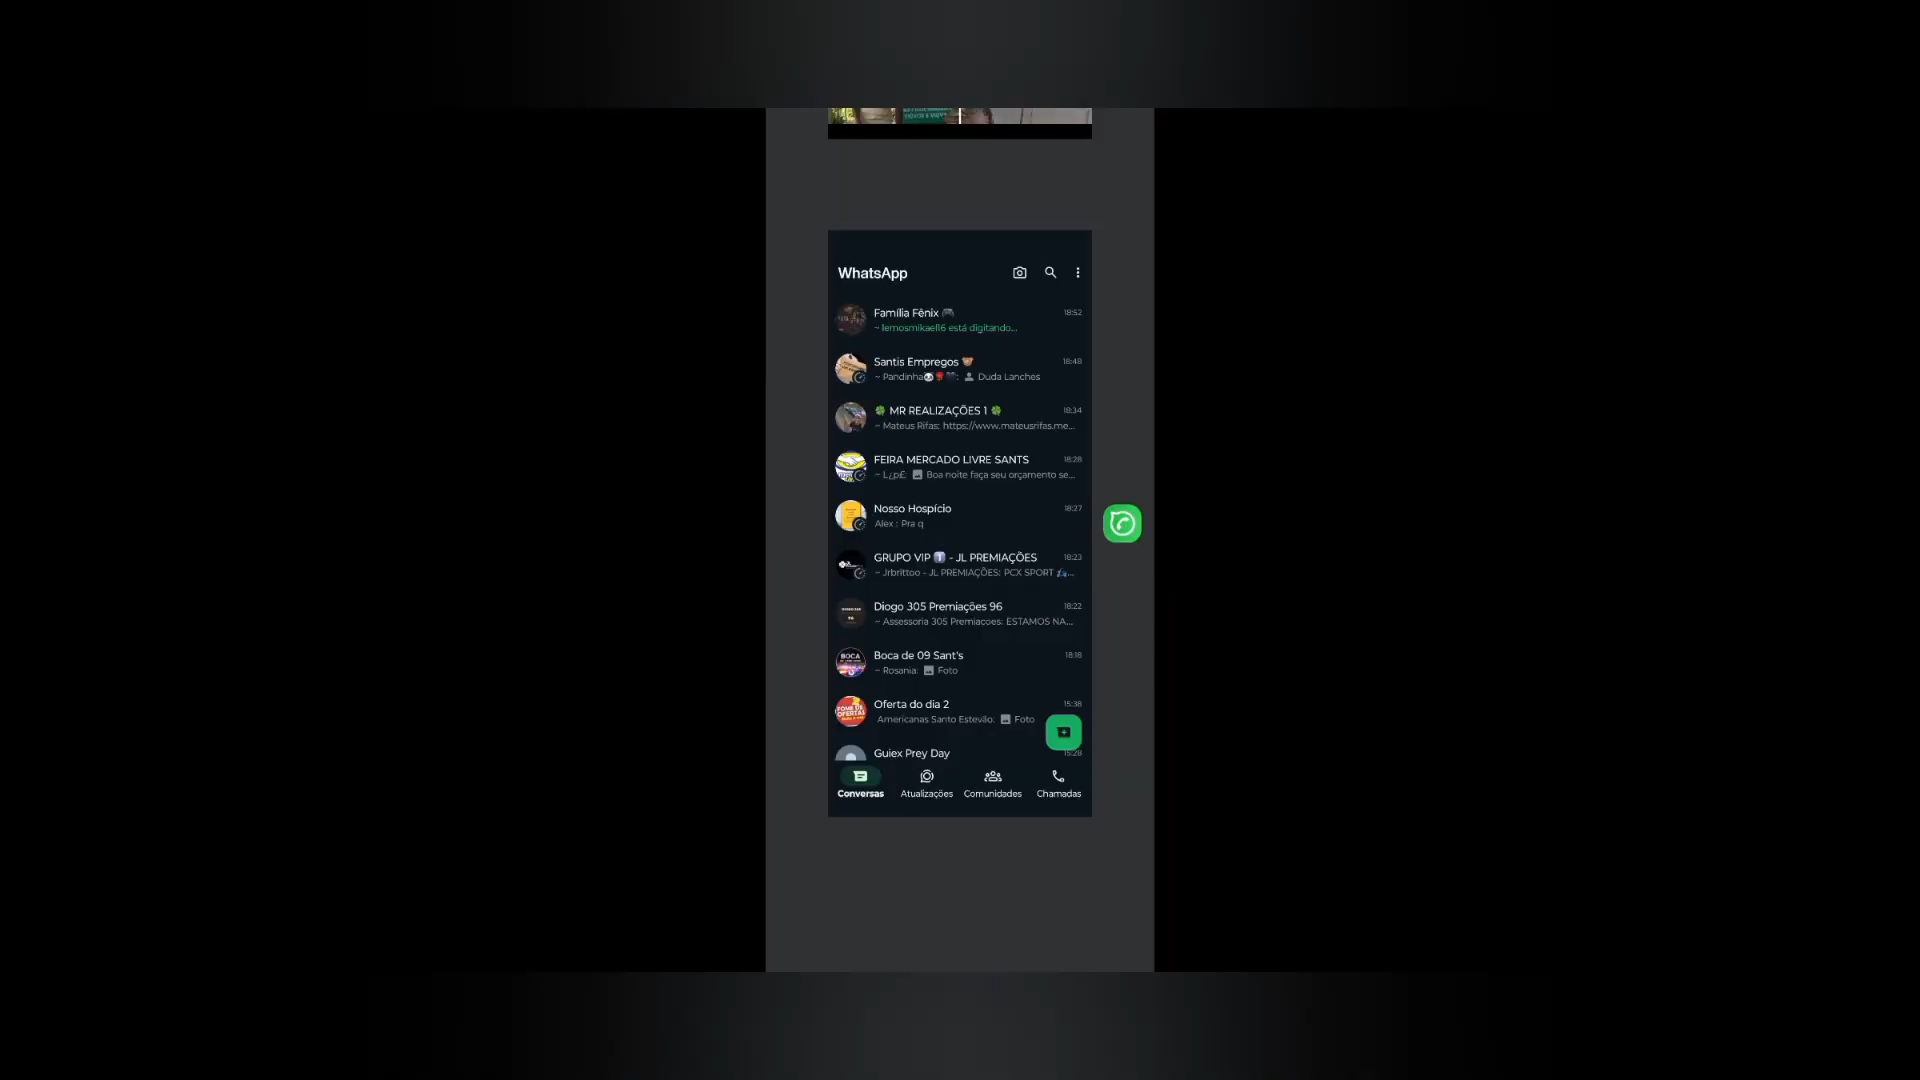 WhatsApp
Família Fênix 🎮 18:52
~ lemosmikael16 está digitando...
Santis Empregos 🐻 18:48
~ Pandinha🐼🌹🖤: 👤 Duda Lanches
🍀 MR REALIZAÇÕES 1 🍀 18:34
~ Mateus Rifas: https://www.mateusrifas.me...
FEIRA MERCADO LIVRE SANTS 18:28
~ L¿p£: Boa noite faça seu orçamento se...
Nosso Hospício 18:27
Alex : Pra q
GRUPO VIP 1️⃣ - JL PREMIAÇÕES 18:23
~ Jrbrittoo - JL PREMIAÇÕES: PCX SPORT 🛵...
Diogo 305 Premiações 96 18:22
~ Assessoria 305 Premiacoes: ESTAMOS NA...
BOCA
Boca de 09 Sant's 18:18
~ Rosania: Foto
Oferta do dia 2 15:38
Americanas Santo Estevão: Foto
Guiex Prey Day 15:29
Conversas Atualizações Comunidades Chamadas